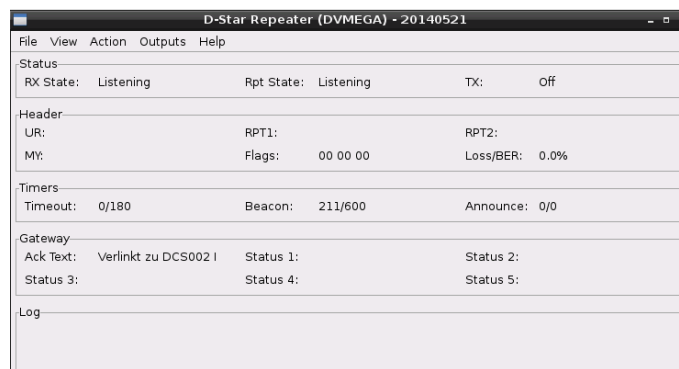 D-Star Repeater (DVMEGA) - 20140521
File View Action Outputs Help
Status
RX State: Listening Rpt State: Listening TX: Off
Header
UR: RPT1: RPT2:
MY: Flags: 00 00 00 Loss/BER: 0.0%
Timers
Timeout: 0/180 Beacon: 211/600 Announce: 0/0
Gateway
Ack Text: Verlinkt zu DCS002 I Status 1: Status 2:
Status 3: Status 4: Status 5:
Log